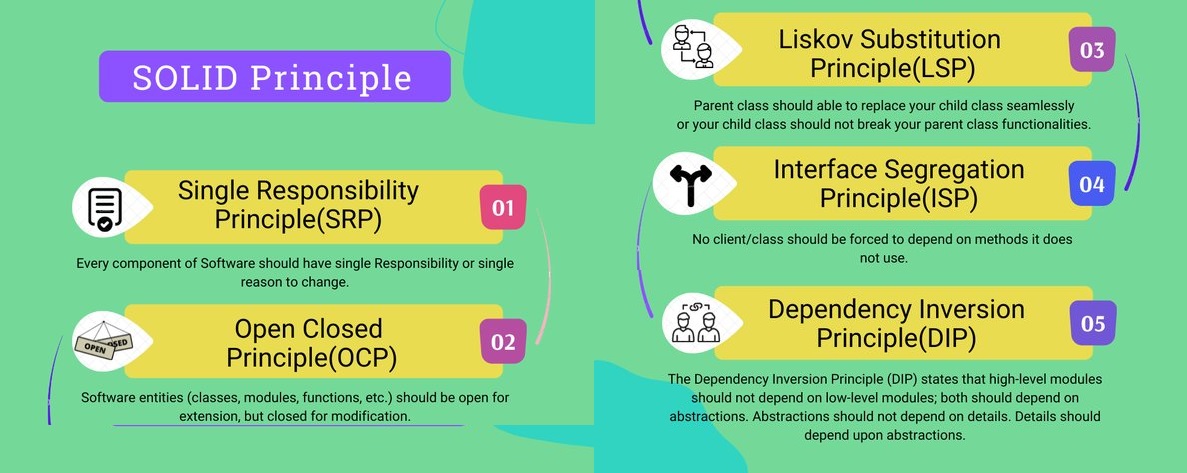 SOLID Principle
Single Responsibility
Principle(SRP)
01
Every component of Software should have single Responsibility or single
reason to change.
OPEN
Open Closed
Principle(OCP)
02
Software entities (classes, modules, functions, etc.) should be open for
extension, but closed for modification.
Liskov Substitution
Principle(LSP)
03
Parent class should able to replace your child class seamlessly
or your child class should not break your parent class functionalities.
Interface Segregation
Principle(ISP)
04
No client/class should be forced to depend on methods it does
not use.
Dependency Inversion
Principle(DIP)
05
The Dependency Inversion Principle (DIP) states that high-level modules
should not depend on low-level modules; both should depend on
abstractions. Abstractions should not depend on details. Details should
depend upon abstractions.